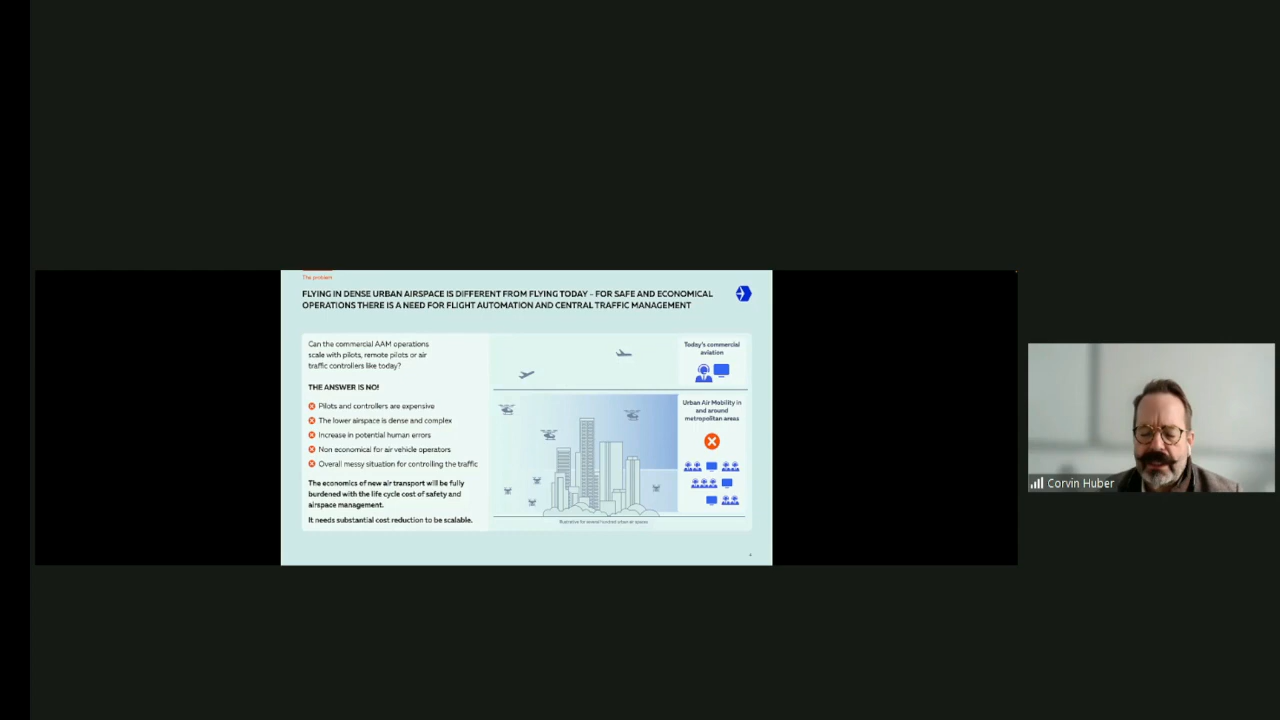 The problem
FLYING IN DENSE URBAN AIRSPACE IS DIFFERENT FROM FLYING TODAY - FOR SAFE AND ECONOMICAL
OPERATIONS THERE IS A NEED FOR FLIGHT AUTOMATION AND CENTRAL TRAFFIC MANAGEMENT
Can the commercial AAM operations
scale with pilots, remote pilots or air
traffic controllers like today?
THE ANSWER IS NO!
Pilots and controllers are expensive
The lower airspace is dense and complex
Increase in potential human errors
Non economical for air vehicle operators
Overall messy situation for controlling the traffic
The economics of new air transport will be fully
burdened with the life cycle cost of safety and
airspace management.
It needs substantial cost reduction to be scalable.
Today's commercial
aviation
Urban Air Mobility in
and around
metropolitan areas
4
Corvin Huber